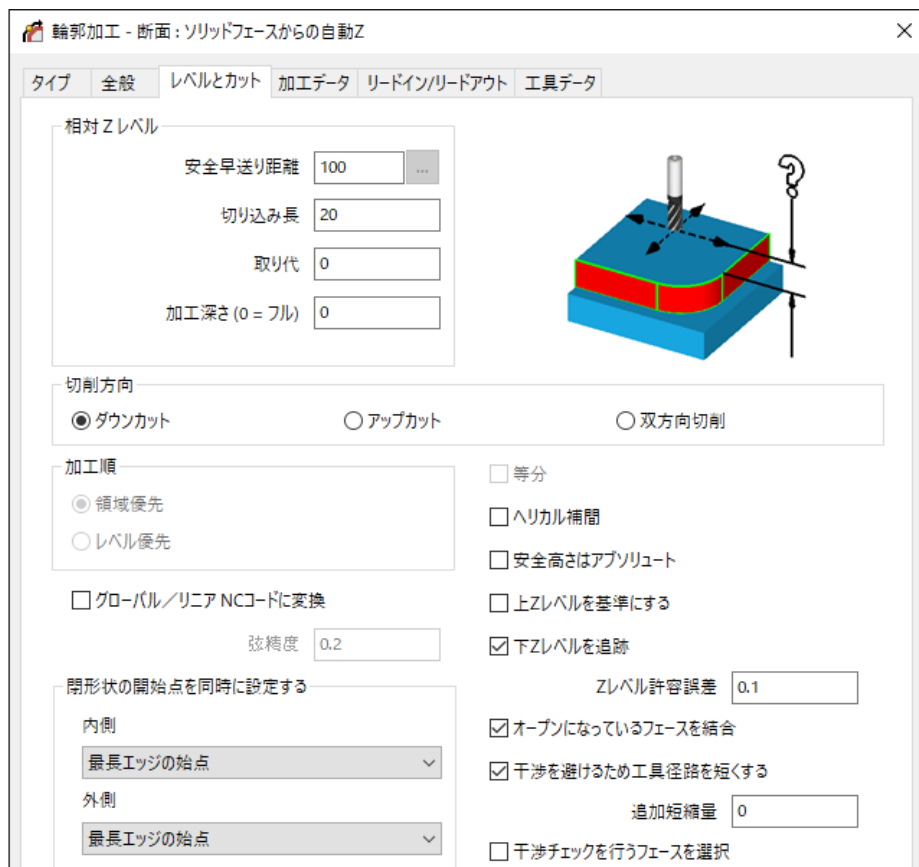 輪郭加工 - 断面 : ソリッドフェースからの自動Z
タイプ 全般 レベルとカット 加工データ リードイン/リードアウト 工具データ
相対 Z レベル
安全早送り距離 100 ...
切り込み長 20
取り代 0
加工深さ (0 = フル) 0
切削方向
ダウンカット アップカット 双方向切削
加工順
領域優先
レベル優先
等分
ヘリカル補間
安全高さはアブソリュート
グローバル/リニア NCコードに変換
弦精度 0.2
上Zレベルを基準にする
下Zレベルを追跡
Zレベル許容誤差 0.1
閉形状の開始点を同時に設定する
内側
最長エッジの始点
外側
最長エッジの始点
オープンになっているフェースを結合
干渉を避けるため工具径路を短くする
追加短縮量 0
干渉チェックを行うフェースを選択